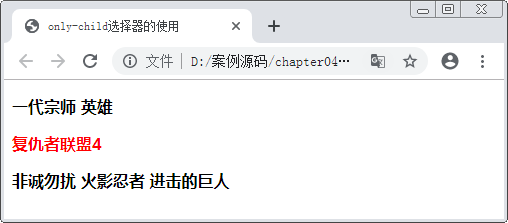 only-child选择器的使用
文件 D:/案例源码/chapter04…
一代宗师 英雄
复仇者联盟4
非诚勿扰 火影忍者 进击的巨人